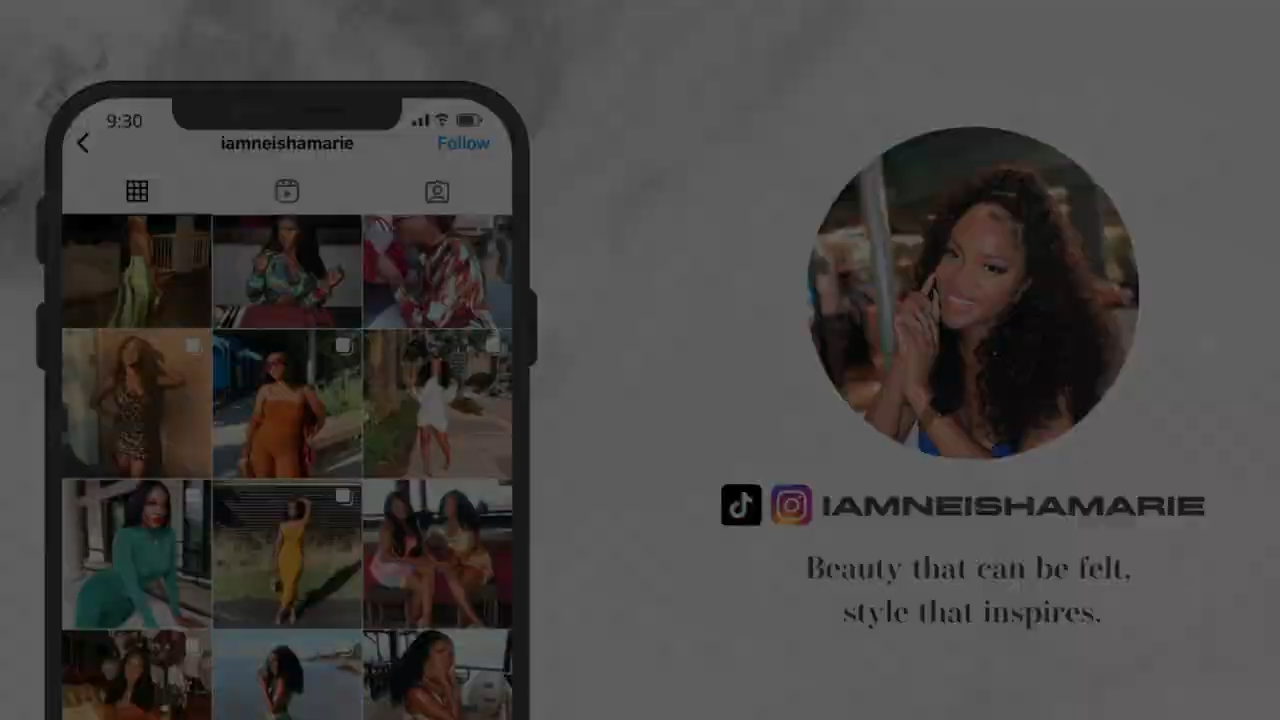 9:30
iamneishamarie
Follow
IAMNEISHAMARIE
Beauty that can be felt,
style that inspires.